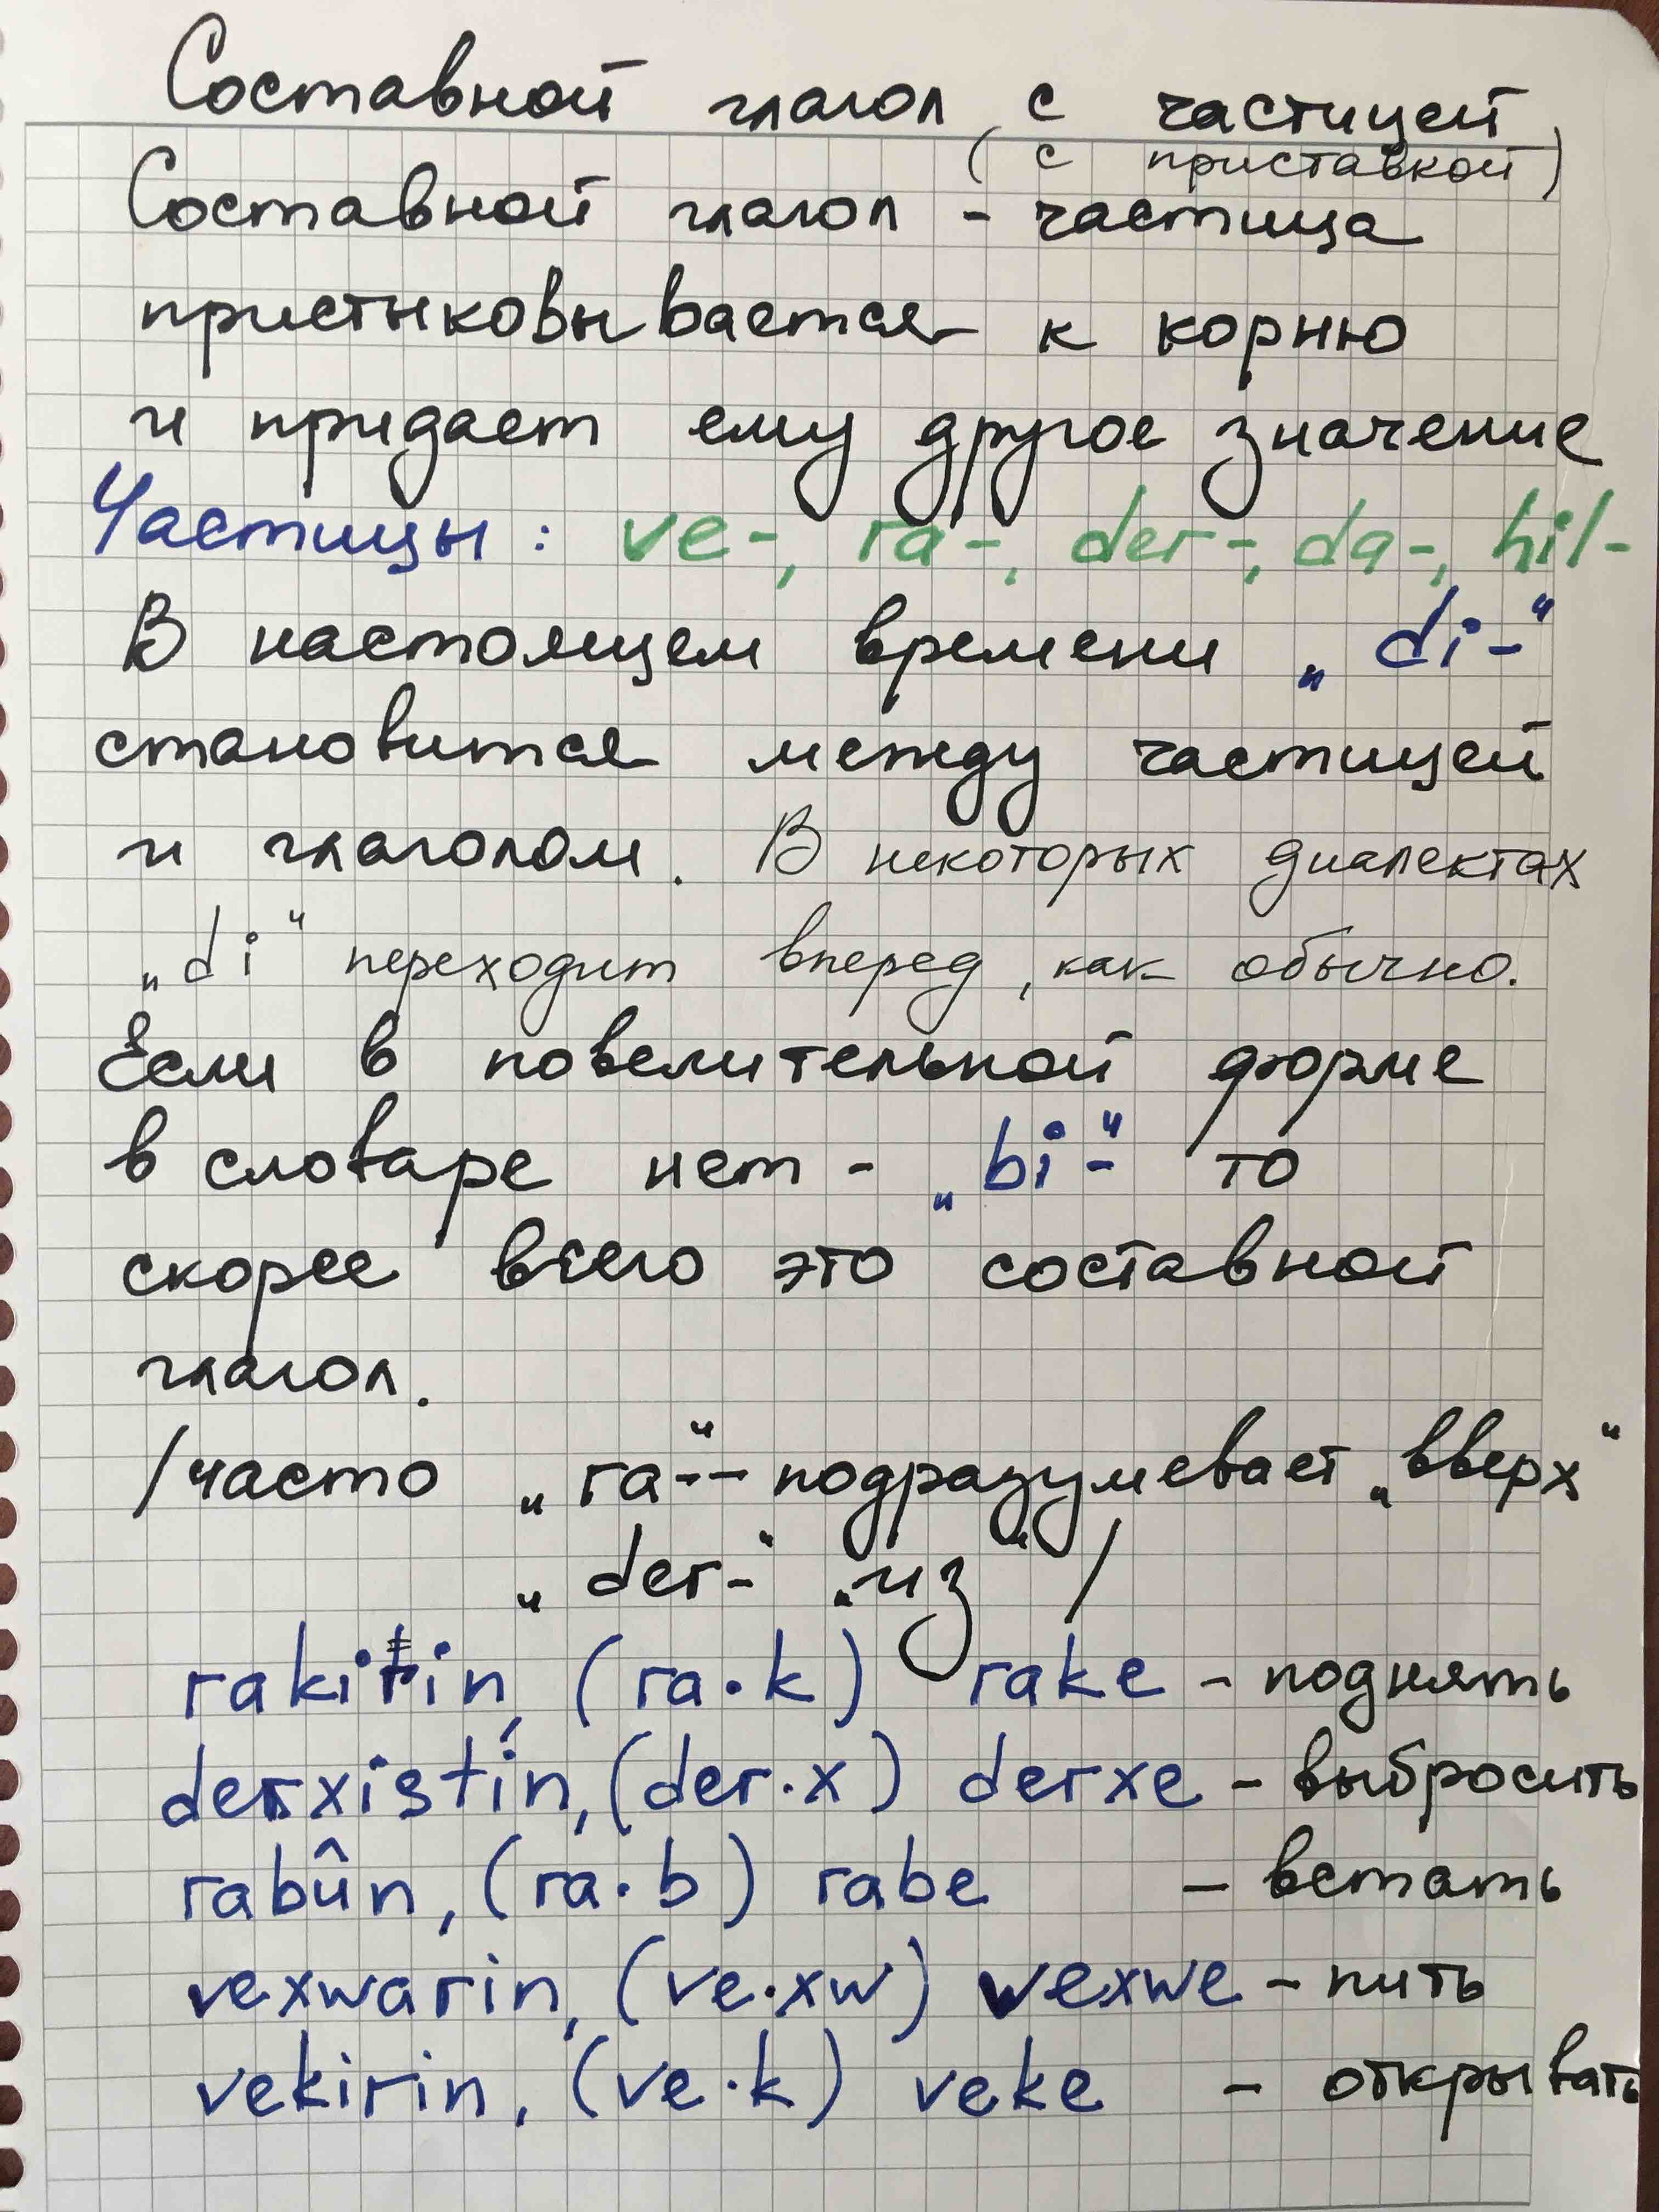 Составной глагол с частицей
(с приставкой)
Составной глагол - частица
пристыковывается к корню
и придает ему другое значение
Частицы: ve-, ra-, der-, da-, hil-
В настоящем времени „di-“
становится между частицей
и глаголом. В некоторых диалектах
„di“ переходит вперед, как обычно.
Если в повелительной форме
в словаре нет - „bi-“ то
скорее всего это составной
глагол.
/часто „ra-“- подразумевает „вверх“
„der-“ „из“ /
rakirin, (ra·k) rake - поднять
derxistin, (der·x) derxe - выбросить
rabûn, (ra·b) rabe - встать
vexwarin, (ve·xw) vexwe - пить
vekirin, (ve·k) veke - открывать